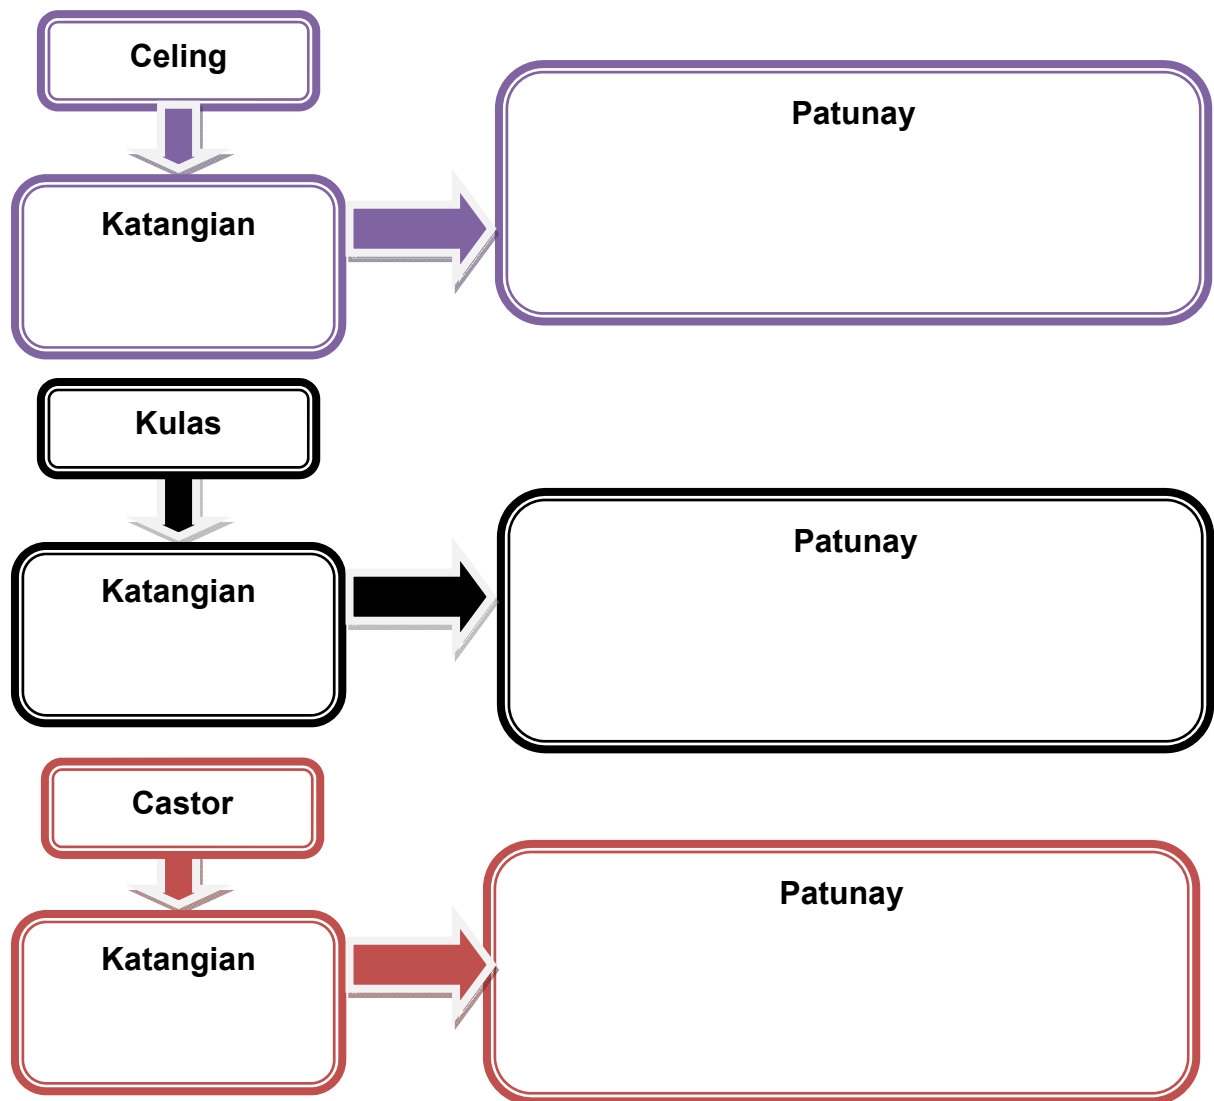 Celing
Patunay
Katangian
Kulas
Patunay
Katangian
Castor
Patunay
Katangian